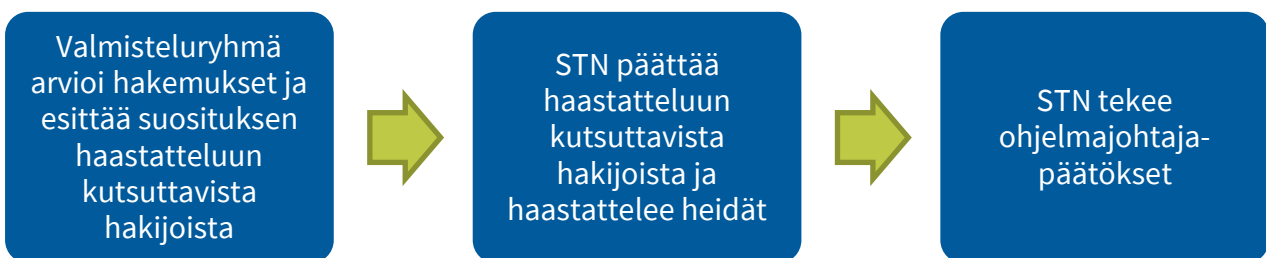 Valmisteluryhmä
arvioi hakemukset ja
esittää suosituksen
haastatteluun
kutsuttavista
hakijoista
STN päättää
haastatteluun
kutsuttavista
hakijoista ja
haastattelee heidät
STN tekee
ohjelmajohtaja-
päätökset